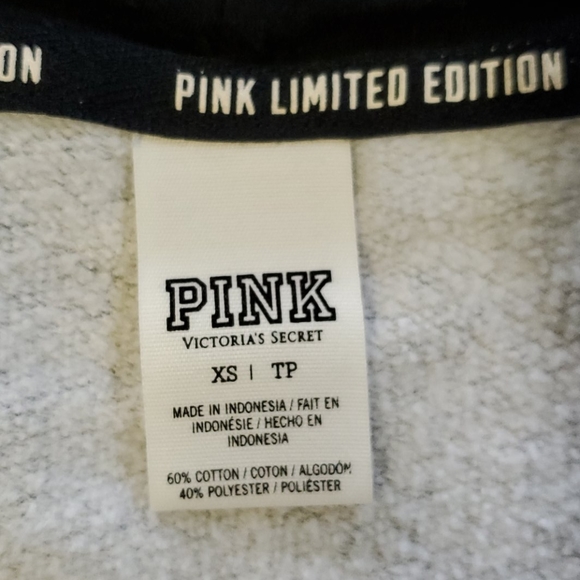 ON PINK LIMITED EDITION
PINK
VICTORIA'S SECRET
XS | TP
MADE IN INDONESIA / FAIT EN
INDONÉSIE / HECHO EN
INDONESIA
60% COTTON / COTON / ALGODÓN
40% POLYESTER / POLIÉSTER